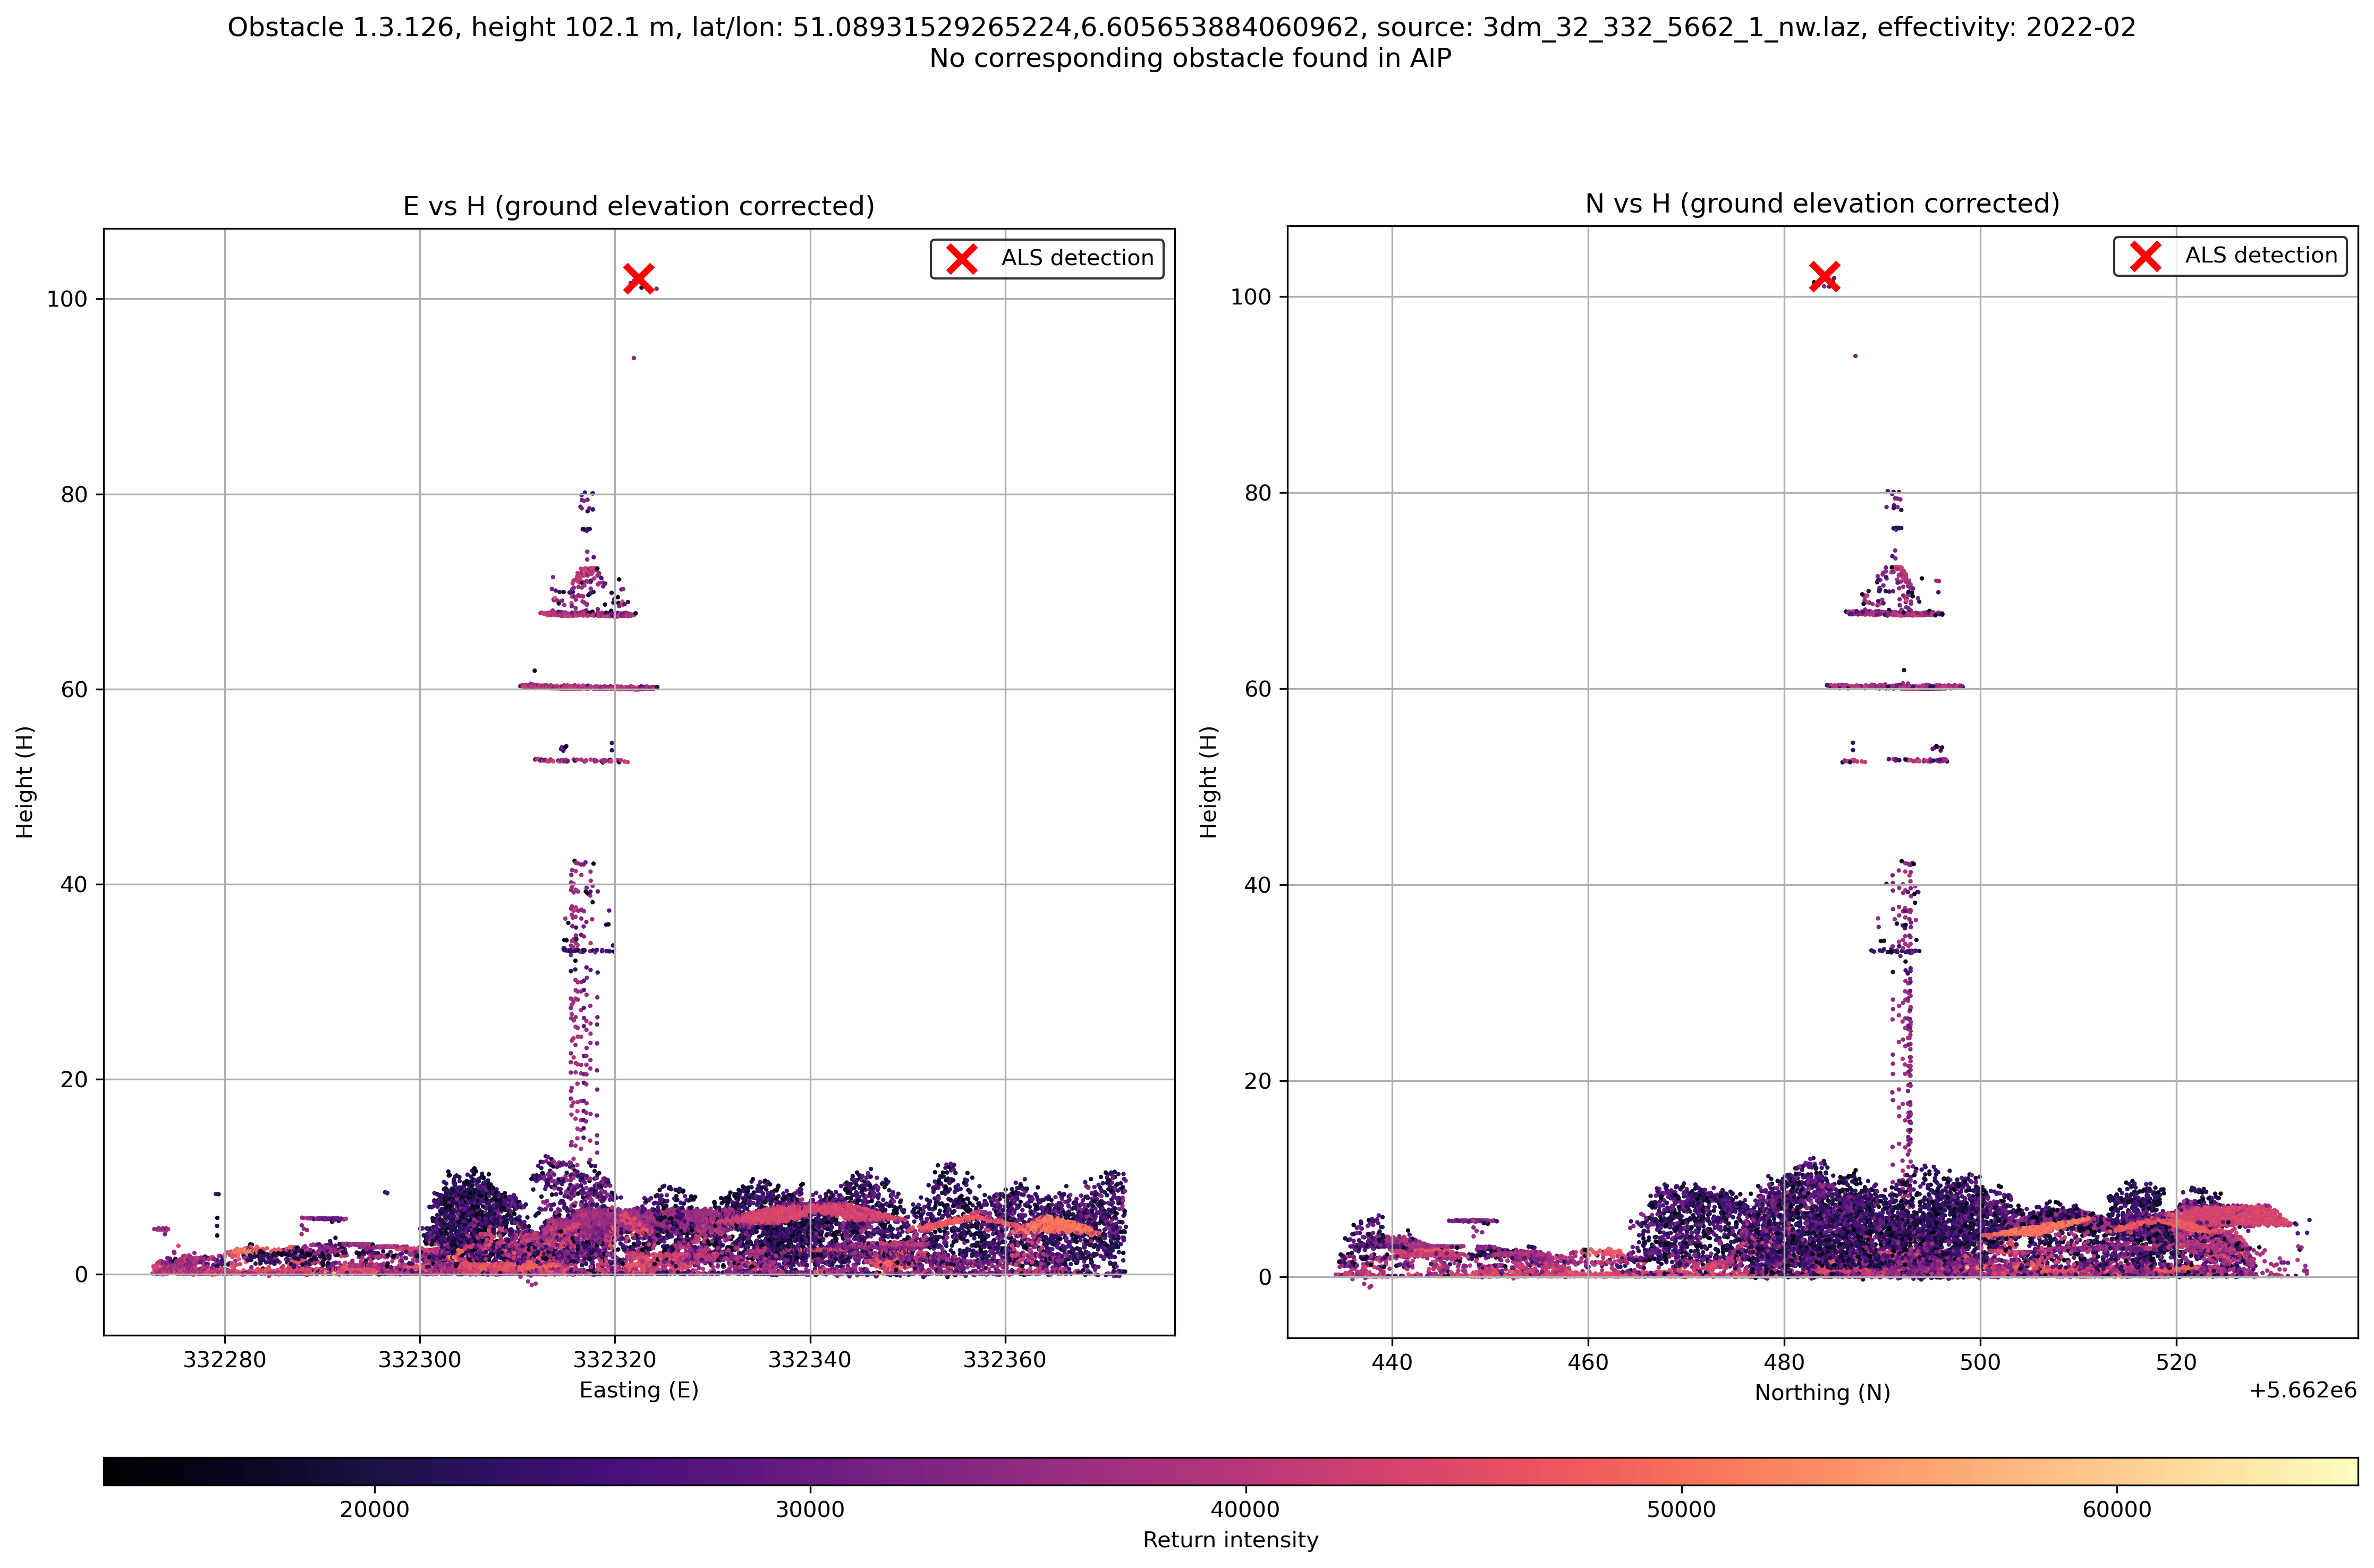 Obstacle 1.3.126, height 102.1 m, lat/lon: 51.08931529265224,6.605653884060962, source: 3dm_32_332_5662_1_nw.laz, effectivity: 2022-02
No corresponding obstacle found in AIP
E vs H (ground elevation corrected)
ALS detection
100
80
60
40
20
0
Height (H)
332280 332300 332320 332340 332360
Easting (E)
N vs H (ground elevation corrected)
ALS detection
100
80
60
40
20
0
Height (H)
440 460 480 500 520
+5.662e6
Northing (N)
20000 30000 40000 50000 60000
Return intensity